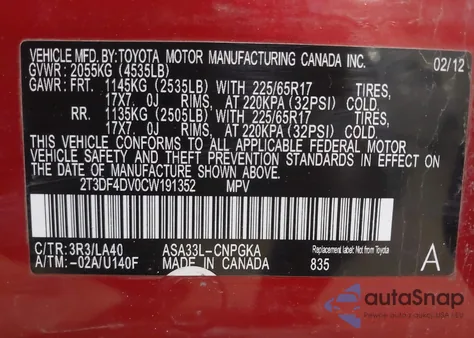 VEHICLE MFD BY: TOYOTA MOTOR MANUFACTURING CANADA INC. 02/12
GVWR: 2055KG (4535LB)
GAWR: FRT. 1145KG (2535LB) WITH 225/65R17 TIRES,
17X7.0J RIMS, AT 220KPA (32PSI) COLD.
RR. 1135KG (2505LB) WITH 225/65R17 TIRES,
17X7.0J RIMS, AT 220KPA (32PSI) COLD.
THIS VEHICLE CONFORMS TO ALL APPLICABLE FEDERAL MOTOR
VEHICLE SAFETY AND THEFT PREVENTION STANDARDS IN EFFECT
ON THE DATE OF MANUFACTURE SHOWN ABOVE.
2T3DF4DV0CW191352 MPV
C/TR: 3R3/LA40 ASA33L-CNPGKA Replacement label: Not Toyota
A/TM: -02A/U140F MADE IN CANADA 835 A
autoSnap